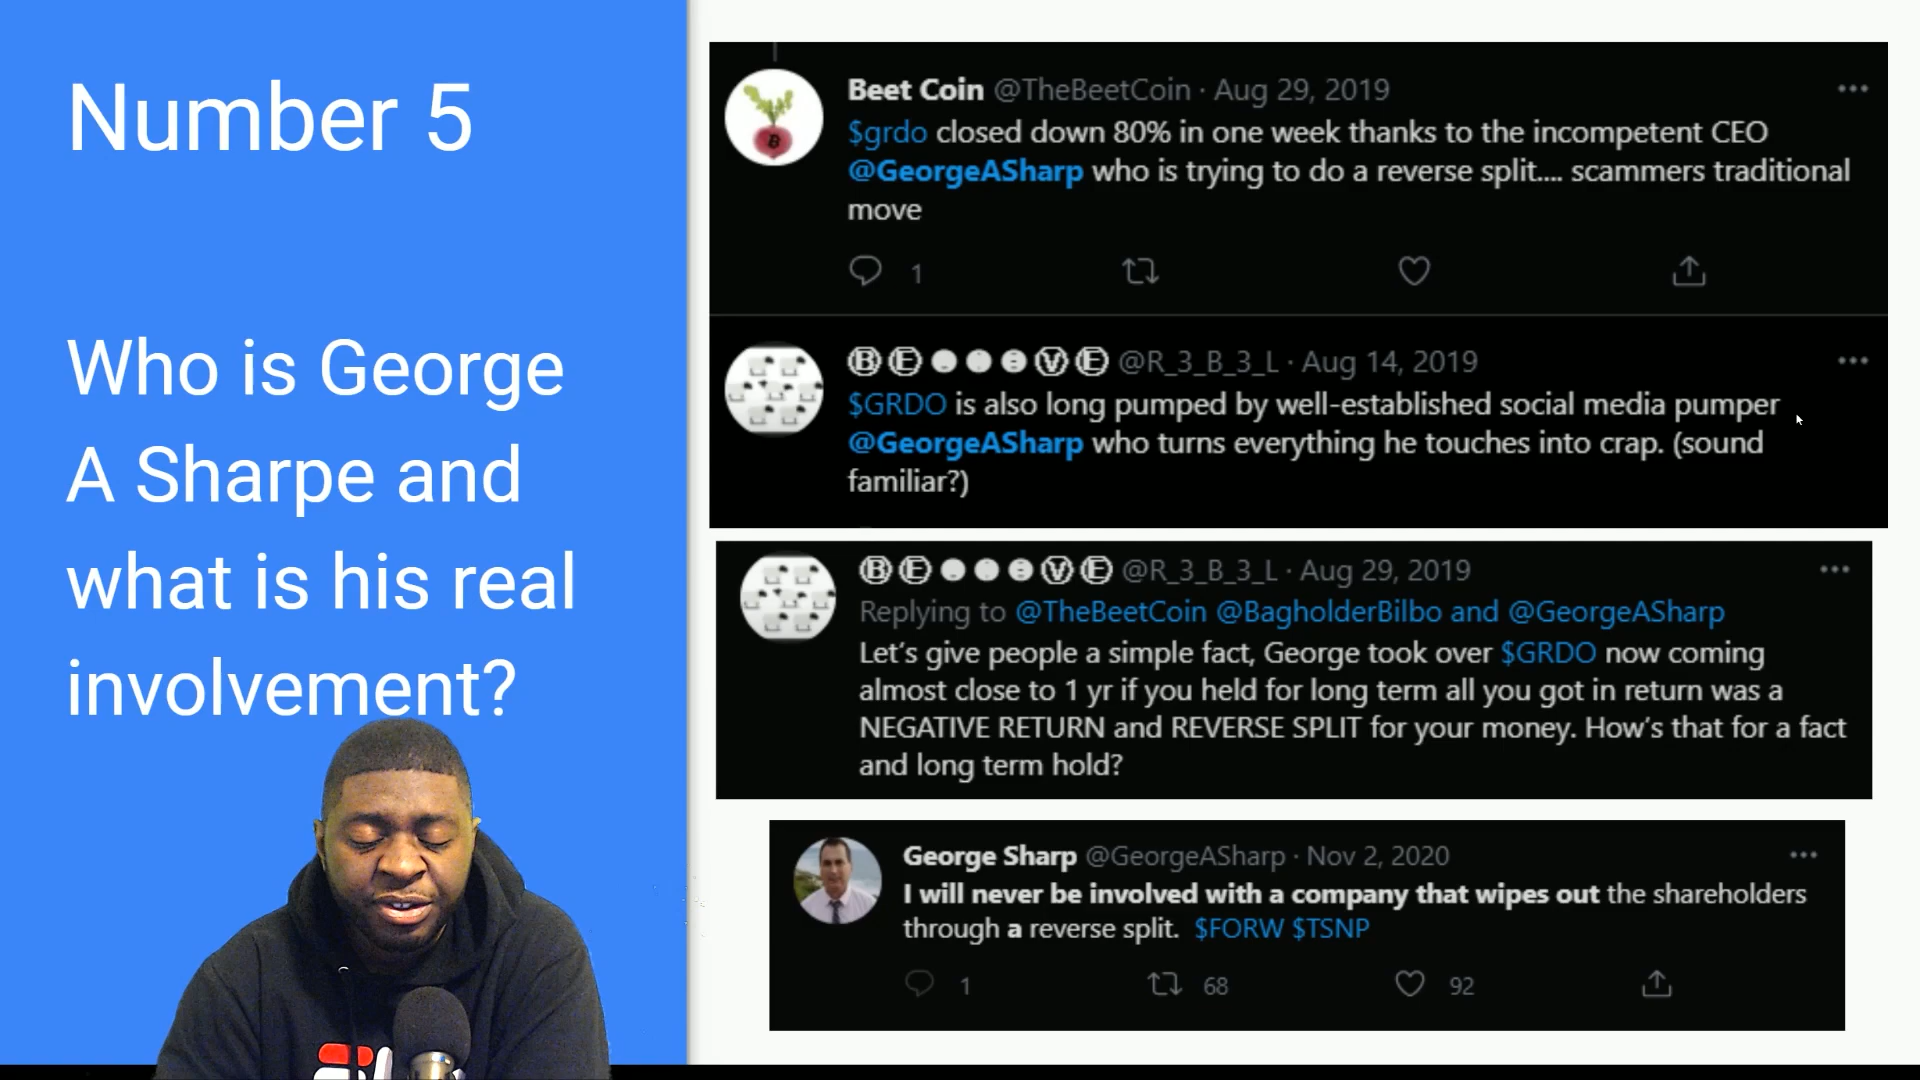 Number 5
Who is George
A Sharpe and
what is his real
involvement?
Beet Coin @TheBeetCoin · Aug 29, 2019
$grdo closed down 80% in one week thanks to the incompetent CEO
@GeorgeASharp who is trying to do a reverse split.... scammers traditional
move
1
@R_3_B_3_L · Aug 14, 2019
$GRDO is also long pumped by well-established social media pumper
@GeorgeASharp who turns everything he touches into crap. (sound
familiar?)
@R_3_B_3_L · Aug 29, 2019
Replying to @TheBeetCoin @BagholderBilbo and @GeorgeASharp
Let's give people a simple fact, George took over $GRDO now coming
almost close to 1 yr if you held for long term all you got in return was a
NEGATIVE RETURN and REVERSE SPLIT for your money. How's that for a fact
and long term hold?
George Sharp @GeorgeASharp · Nov 2, 2020
I will never be involved with a company that wipes out the shareholders
through a reverse split. $FORW $TSNP
1 68 92